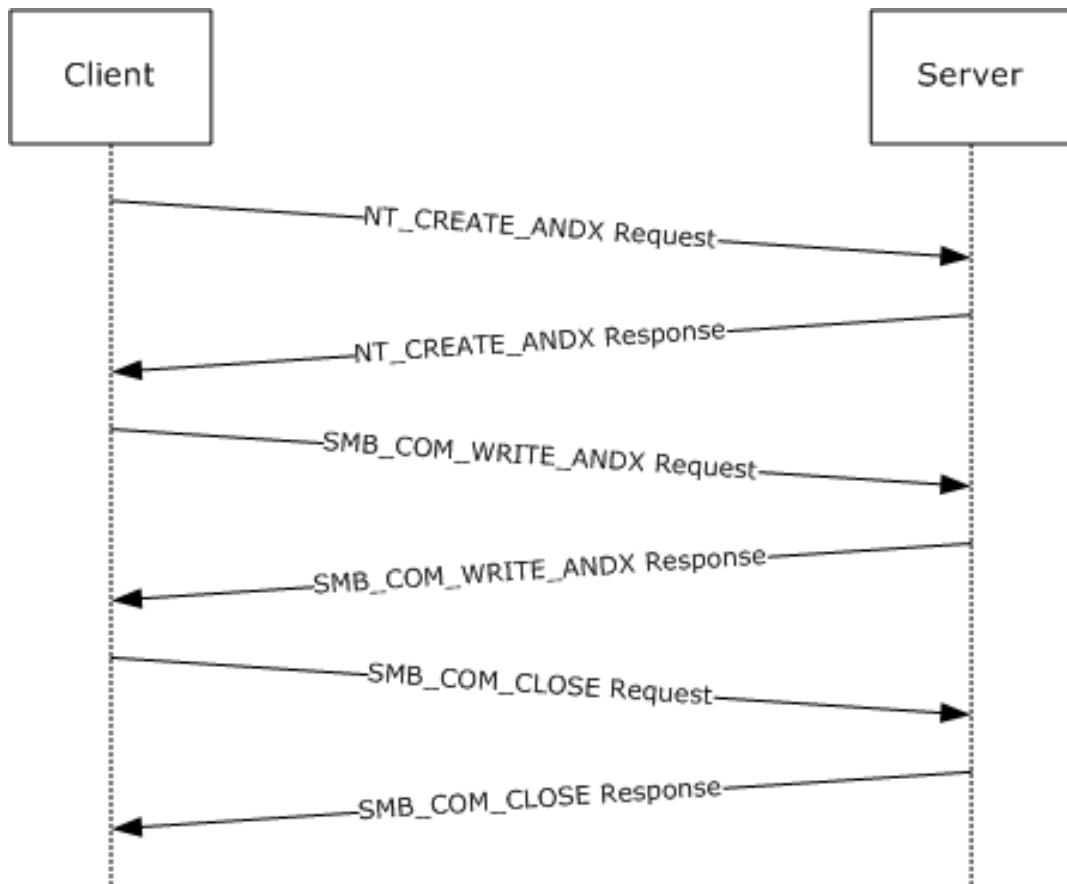 Client
Server
NT_CREATE_ANDX Request
NT_CREATE_ANDX Response
SMB_COM_WRITE_ANDX Request
SMB_COM_WRITE_ANDX Response
SMB_COM_CLOSE Request
SMB_COM_CLOSE Response